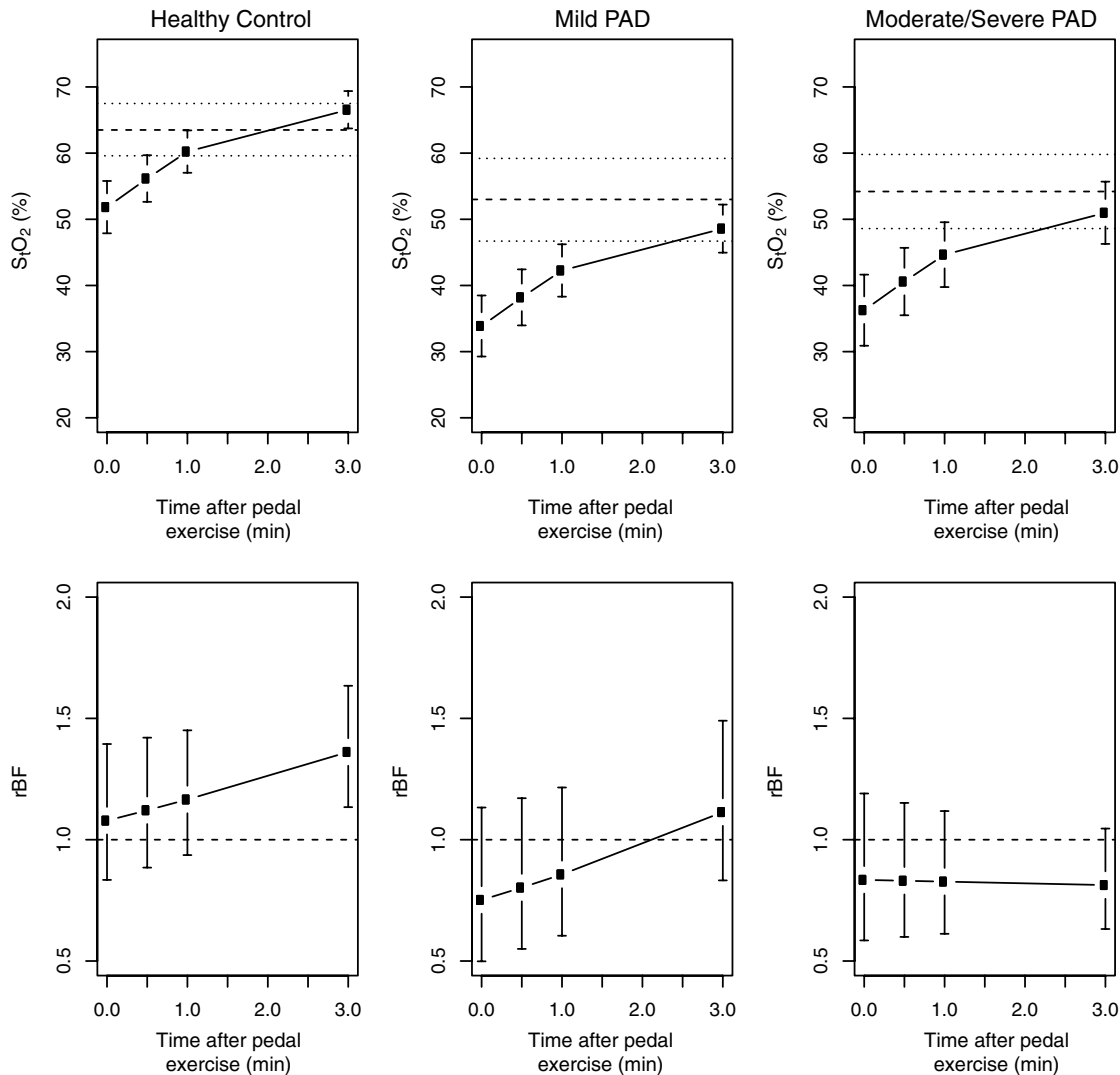 Healthy Control
Mild PAD
Moderate/Severe PAD
StO2 (%)
70
60
50
40
30
20
0.0 1.0 2.0 3.0
Time after pedal
exercise (min)
StO2 (%)
70
60
50
40
30
20
0.0 1.0 2.0 3.0
Time after pedal
exercise (min)
StO2 (%)
70
60
50
40
30
20
0.0 1.0 2.0 3.0
Time after pedal
exercise (min)
rBF
2.0
1.5
1.0
0.5
0.0 1.0 2.0 3.0
Time after pedal
exercise (min)
rBF
2.0
1.5
1.0
0.5
0.0 1.0 2.0 3.0
Time after pedal
exercise (min)
rBF
2.0
1.5
1.0
0.5
0.0 1.0 2.0 3.0
Time after pedal
exercise (min)